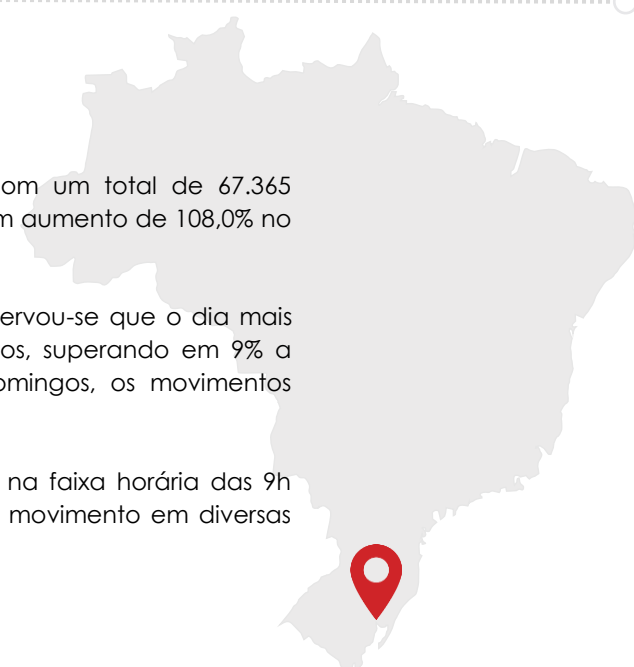 om um total de 67.365
m aumento de 108,0% no
ervou-se que o dia mais
os, superando em 9% a
omingos, os movimentos
na faixa horária das 9h
movimento em diversas